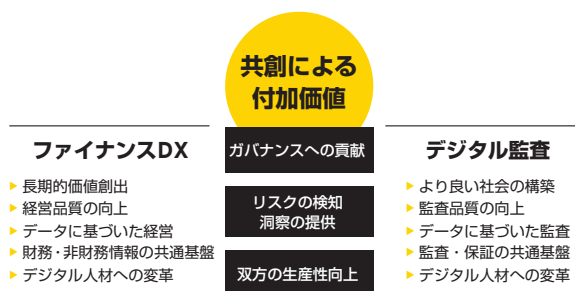 共創による
付加価値
ファイナンスDX
▶ 長期的価値創出
▶ 経営品質の向上
▶ データに基づいた経営
▶ 財務・非財務情報の共通基盤
▶ デジタル人材への変革
ガバナンスへの貢献
リスクの検知
洞察の提供
双方の生産性向上
デジタル監査
▶ より良い社会の構築
▶ 監査品質の向上
▶ データに基づいた監査
▶ 監査・保証の共通基盤
▶ デジタル人材への変革